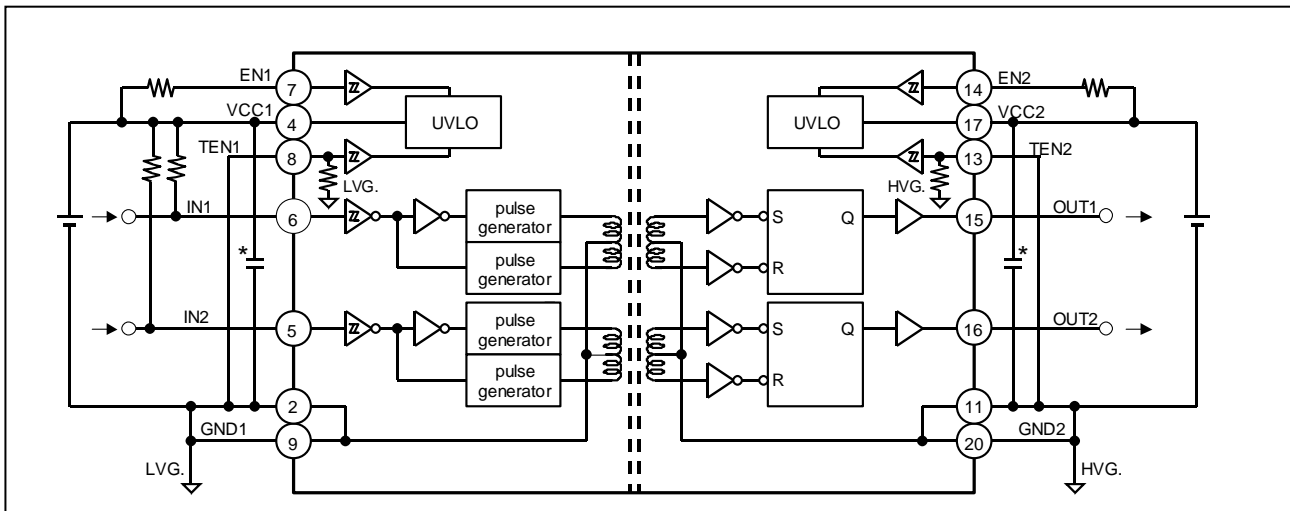 EN1
7
14
EN2
VCC1
4
UVLO
UVLO
17
VCC2
TEN1
8
13
TEN2
LVG.
HVG.
IN1
6
pulse
generator
pulse
generator
S
Q
R
15
OUT1
*
*
IN2
5
pulse
generator
pulse
generator
S
Q
R
16
OUT2
2
11
GND1
GND2
9
20
LVG.
HVG.